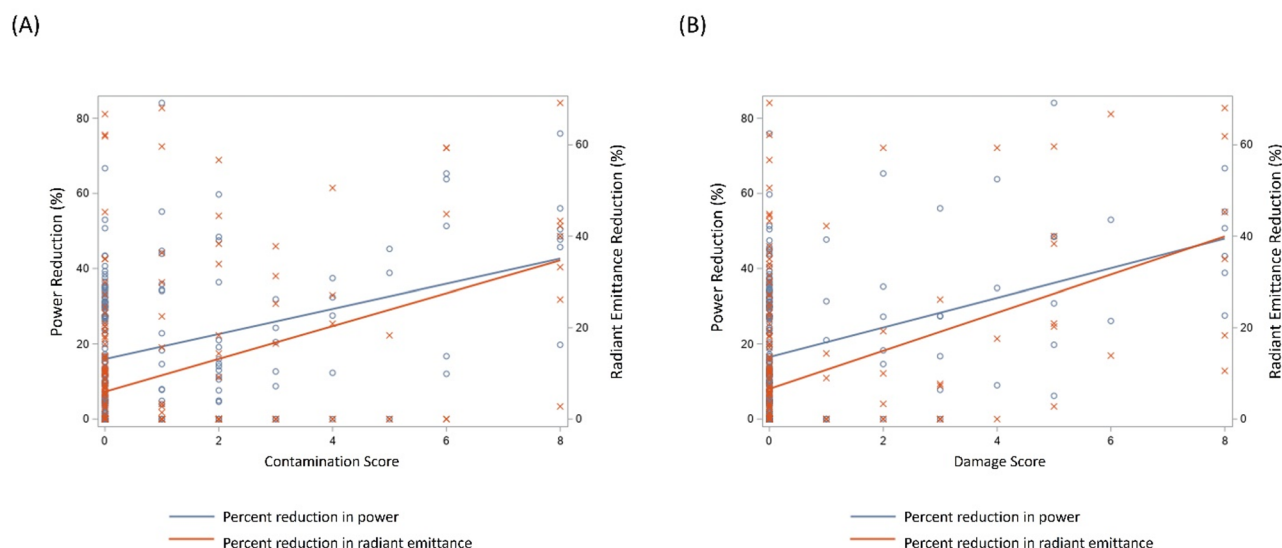 (A)
Power Reduction (%)
80
60
40
20
0
60
40
20
0
Radiant Emittance Reduction (%)
0 2 4 6 8
Contamination Score
Percent reduction in power
Percent reduction in radiant emittance
(B)
Power Reduction (%)
80
60
40
20
0
60
40
20
0
Radiant Emittance Reduction (%)
0 2 4 6 8
Damage Score
Percent reduction in power
Percent reduction in radiant emittance